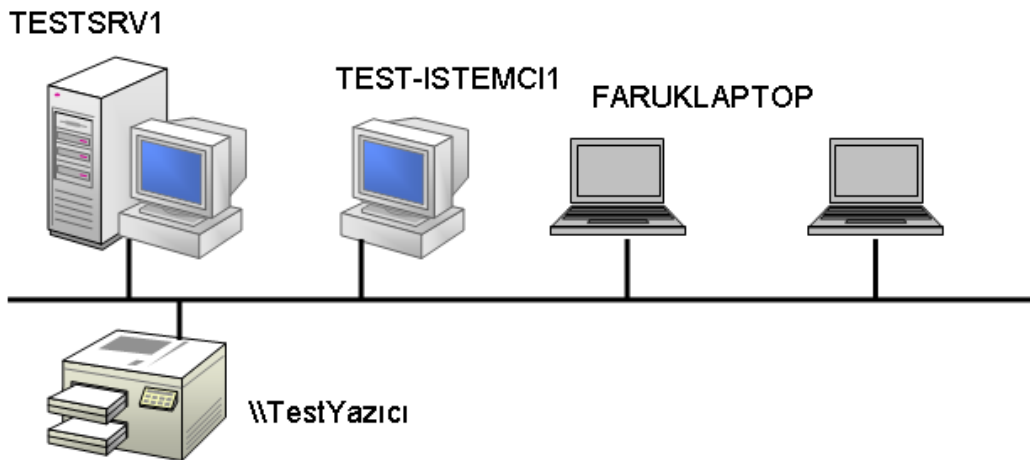 TESTSRV1
TEST-ISTEMCI1
FARUKLAPTOP
\\TestYazıcı